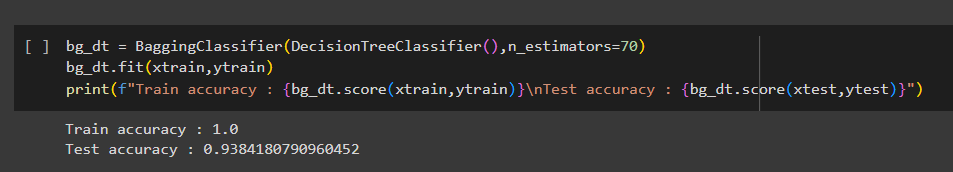 [ ] bg_dt = BaggingClassifier(DecisionTreeClassifier(),n_estimators=70)
bg_dt.fit(xtrain,ytrain)
print(f"Train accuracy : {bg_dt.score(xtrain,ytrain)}\nTest accuracy : {bg_dt.score(xtest,ytest)}")
Train accuracy : 1.0
Test accuracy : 0.9384180790960452